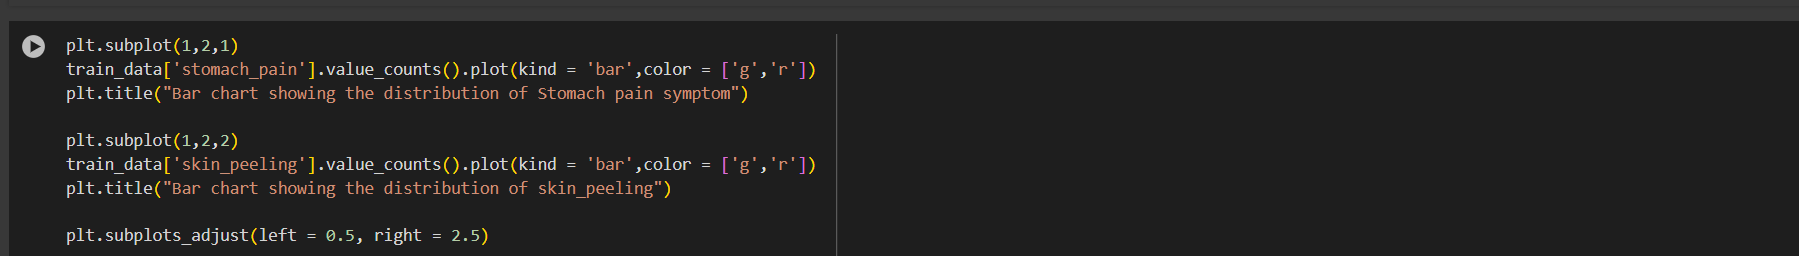 plt.subplot(1,2,1)
train_data['stomach_pain'].value_counts().plot(kind = 'bar',color = ['g','r'])
plt.title("Bar chart showing the distribution of Stomach pain symptom")
plt.subplot(1,2,2)
train_data['skin_peeling'].value_counts().plot(kind = 'bar',color = ['g','r'])
plt.title("Bar chart showing the distribution of skin_peeling")
plt.subplots_adjust(left = 0.5, right = 2.5)